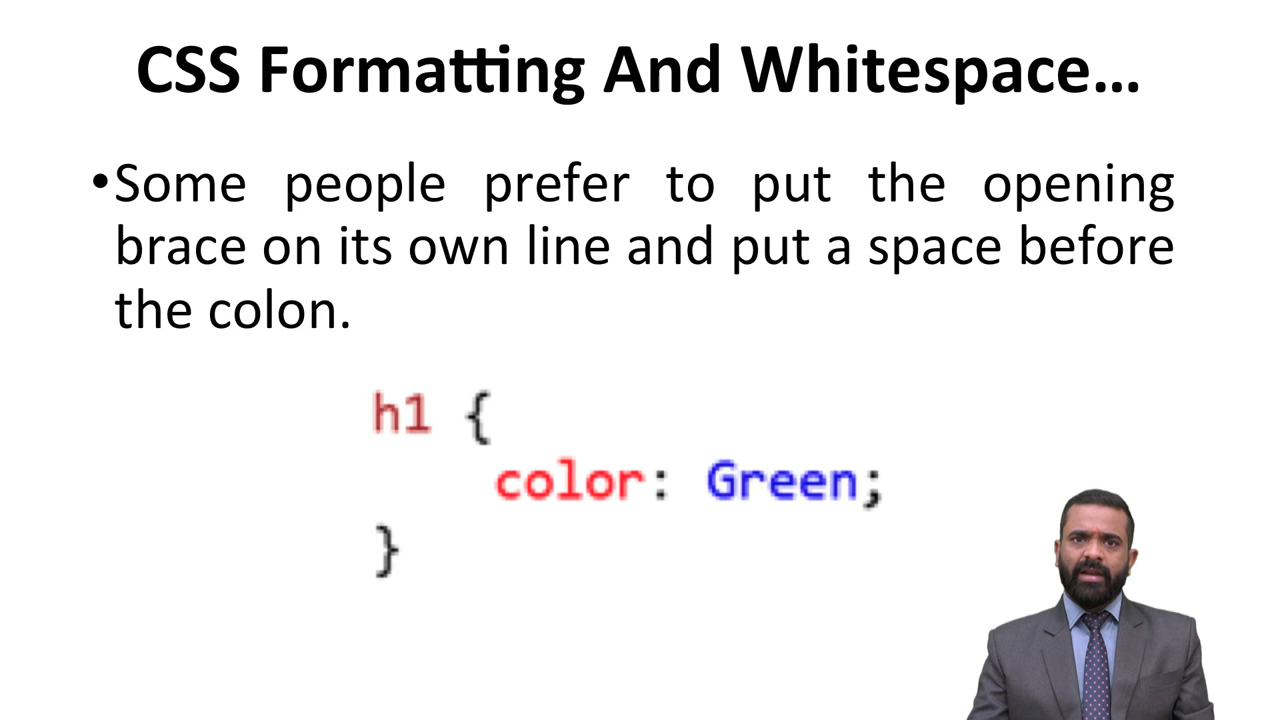 CSS Formatting And Whitespace...
•Some people prefer to put the opening
brace on its own line and put a space before
the colon.
h1 {
color: Green;
}